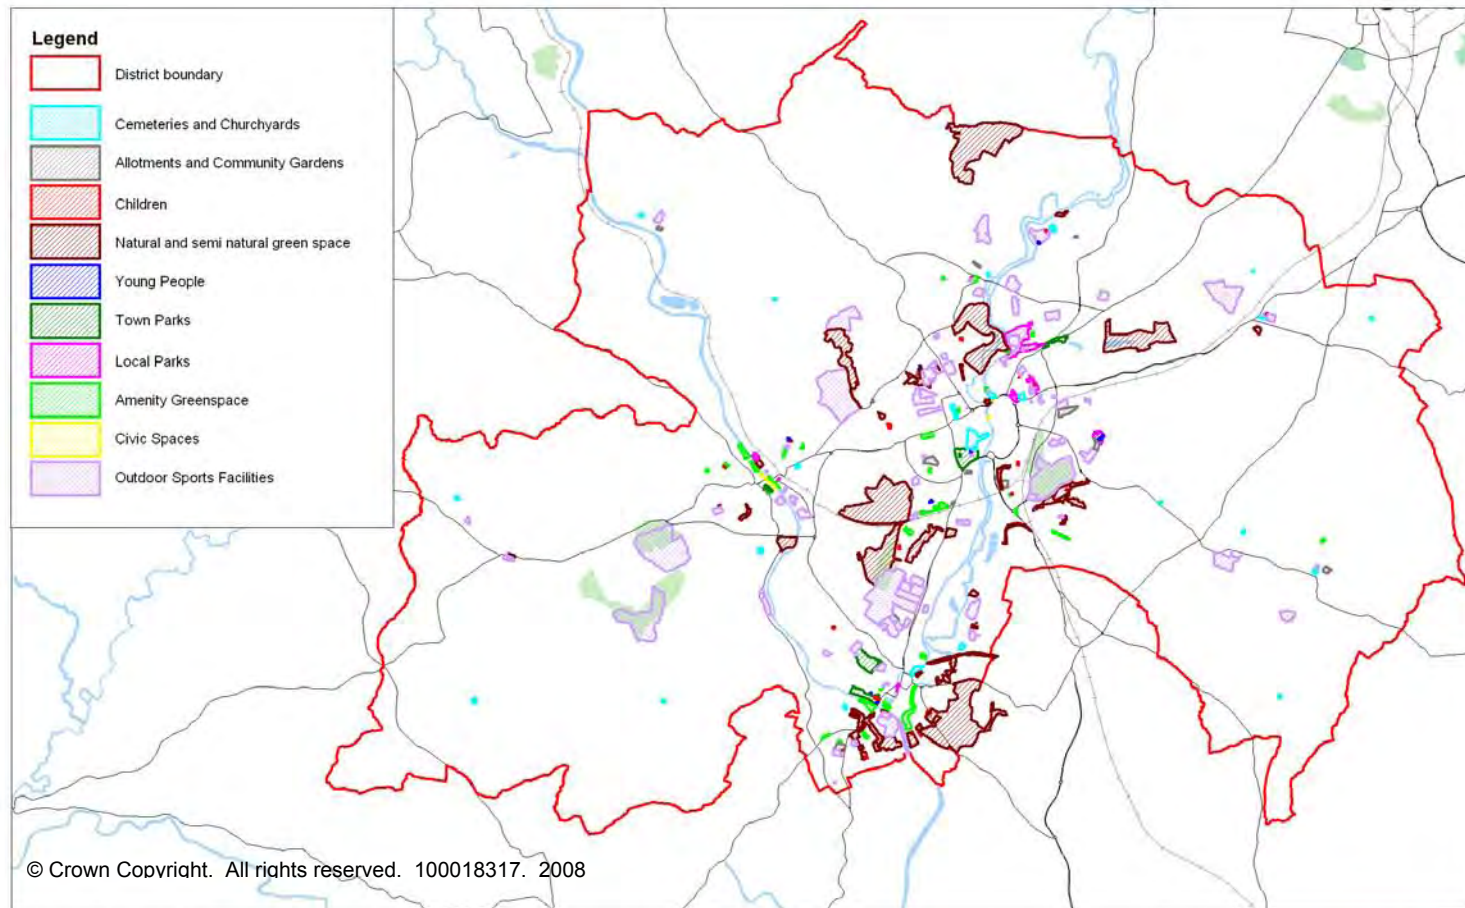 Legend
District boundary
Cemeteries and Churchyards
Allotments and Community Gardens
Children
Natural and semi natural green space
Young People
Town Parks
Local Parks
Amenity Greenspace
Civic Spaces
Outdoor Sports Facilities
© Crown Copyright. All rights reserved. 100018317. 2008